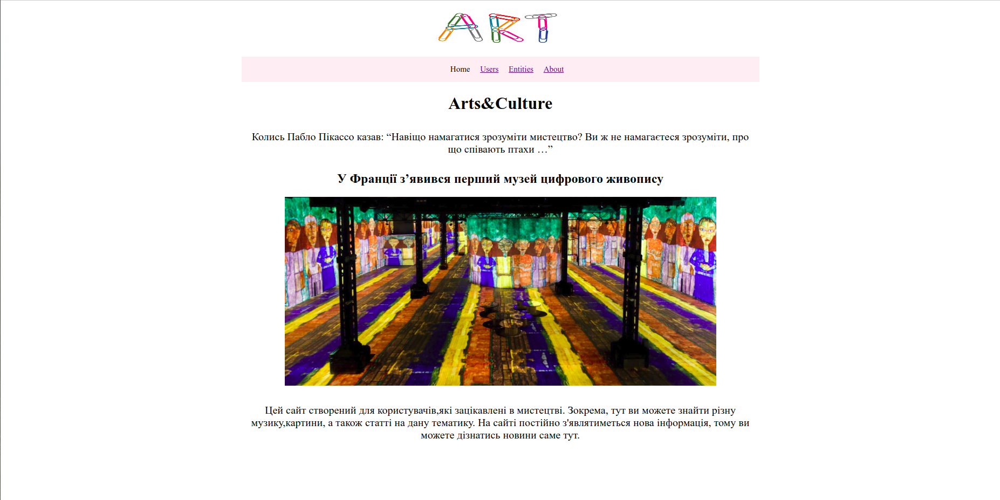 ART
Home Users Entities About
Arts&Culture
Колись Пабло Пікассо казав: “Навіщо намагатися зрозуміти мистецтво? Ви ж не намагаєтеся зрозуміти, про
що співають птахи …”
У Франції з’явився перший музей цифрового живопису
Цей сайт створений для користувачів,які зацікавлені в мистецтві. Зокрема, тут ви можете знайти різну
музику,картини, а також статті на дану тематику. На сайті постійно з'являтиметься нова інформація, тому ви
можете дізнатись новини саме тут.